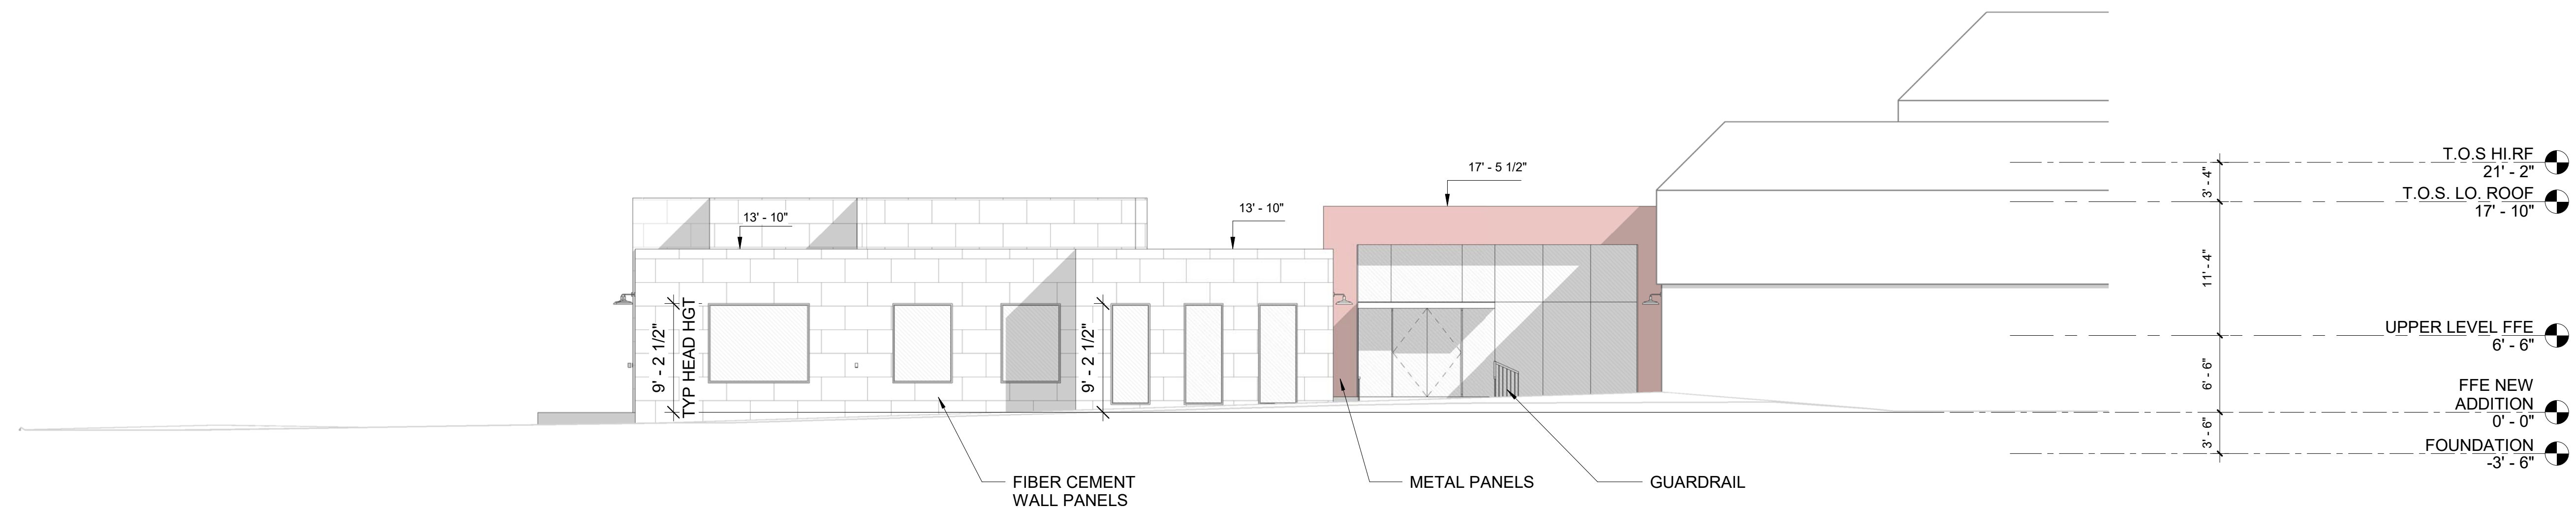 T.O.S HI.RF
21' - 2"
3' - 4"
T.O.S. LO. ROOF
17' - 10"
17' - 5 1/2"
13' - 10"
13' - 10"
11' - 4"
9' - 2 1/2"
TYP HEAD HGT
9' - 2 1/2"
UPPER LEVEL FFE
6' - 6"
6' - 6"
FFE NEW
ADDITION
0' - 0"
3' - 6"
FOUNDATION
-3' - 6"
FIBER CEMENT
WALL PANELS
METAL PANELS
GUARDRAIL